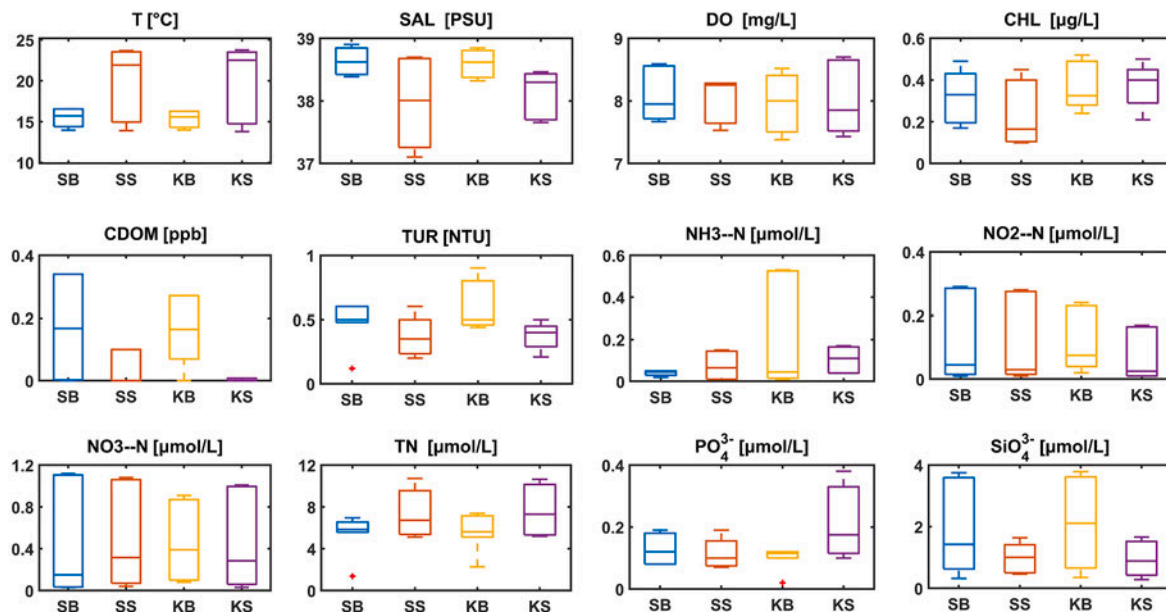 T [°C]
25
20
15
10
SB SS KB KS
SAL [PSU]
39
38
37
SB SS KB KS
DO [mg/L]
9
8
7
SB SS KB KS
CHL [µg/L]
0.6
0.4
0.2
0
SB SS KB KS
CDOM [ppb]
0.4
0.2
0
SB SS KB KS
TUR [NTU]
1
0.5
0
SB SS KB KS
NH3--N [µmol/L]
0.6
0.4
0.2
0
SB SS KB KS
NO2--N [µmol/L]
0.4
0.2
0
SB SS KB KS
NO3--N [µmol/L]
1.2
0.8
0.4
0
SB SS KB KS
TN [µmol/L]
12
8
4
0
SB SS KB KS
PO₄³⁻ [µmol/L]
0.4
0.2
0
SB SS KB KS
SiO₄³⁻ [µmol/L]
4
2
0
SB SS KB KS